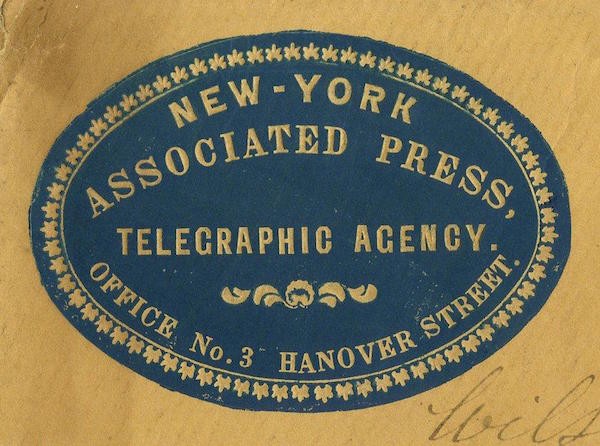 NEW-YORK
ASSOCIATED PRESS,
TELEGRAPHIC AGENCY.
OFFICE No. 3 HANOVER STREET.